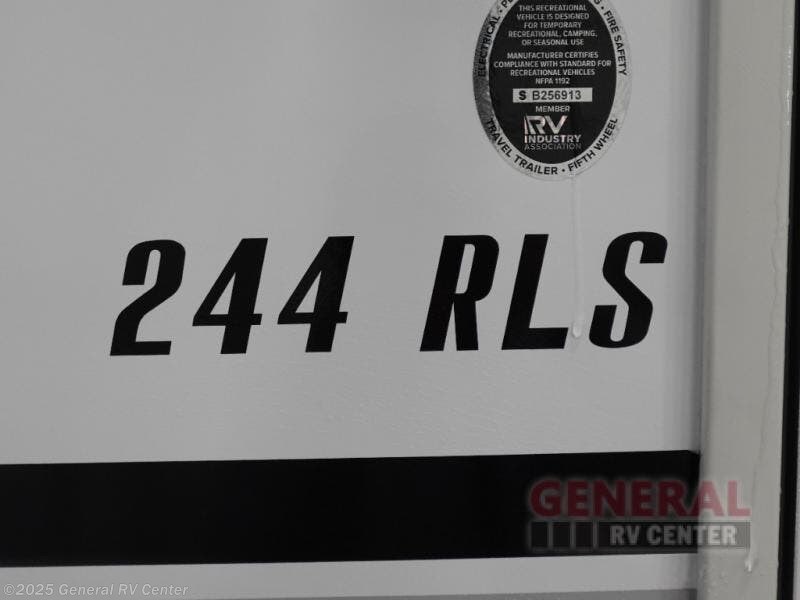 ELECTRICAL
FIRE SAFETY
THIS RECREATIONAL
VEHICLE IS DESIGNED
FOR TEMPORARY
RECREATIONAL, CAMPING,
OR SEASONAL USE
MANUFACTURER CERTIFIES
COMPLIANCE WITH STANDARD FOR
RECREATIONAL VEHICLES
NFPA 1192
S B256913
MEMBER
RV
INDUSTRY
ASSOCIATION
TRAVEL TRAILER • FIFTH WHEEL
244 RLS
GENERAL
RV CENTER
©2025 General RV Center